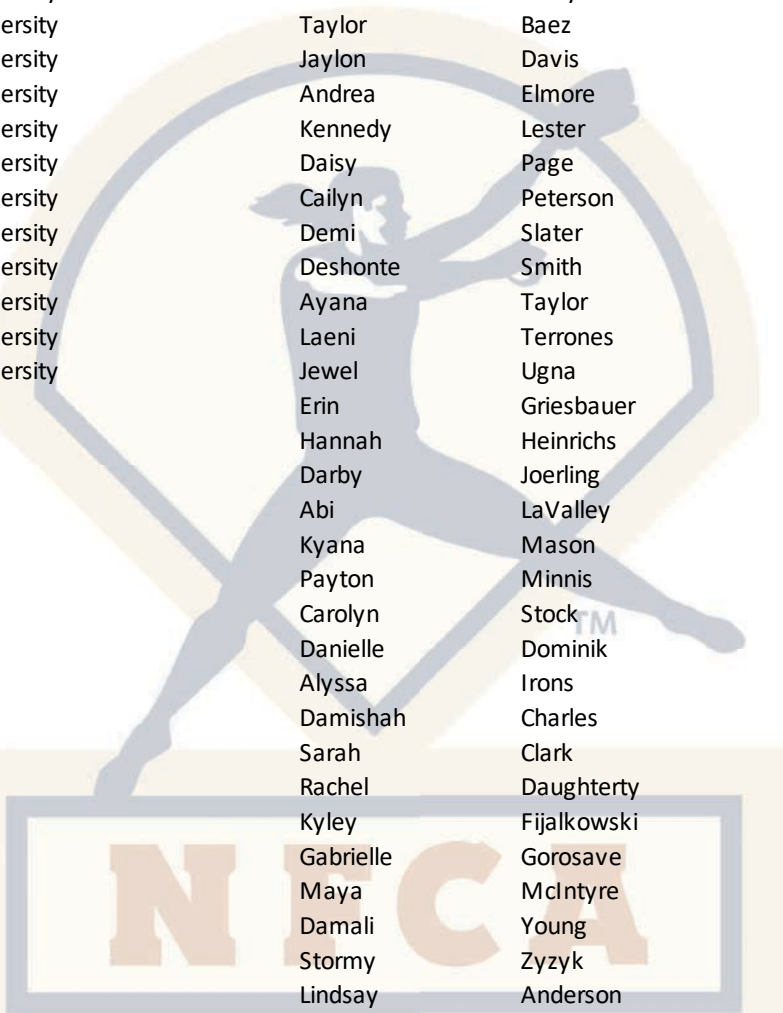 ersity Taylor Baez
ersity Jaylon Davis
ersity Andrea Elmore
ersity Kennedy Lester
ersity Daisy Page
ersity Cailyn Peterson
ersity Demi Slater
ersity Deshonte Smith
ersity Ayana Taylor
ersity Laeni Terrones
ersity Jewel Ugna
Erin Griesbauer
Hannah Heinrichs
Darby Joerling
Abi LaValley
Kyana Mason
Payton Minnis
Carolyn Stock
TM
Danielle Dominik
Alyssa Irons
Damishah Charles
Sarah Clark
Rachel Daughterty
Kyley Fijalkowski
Gabrielle Gorosave
Maya McIntyre
Damali Young
Stormy Zyzyk
Lindsay Anderson
NFCA